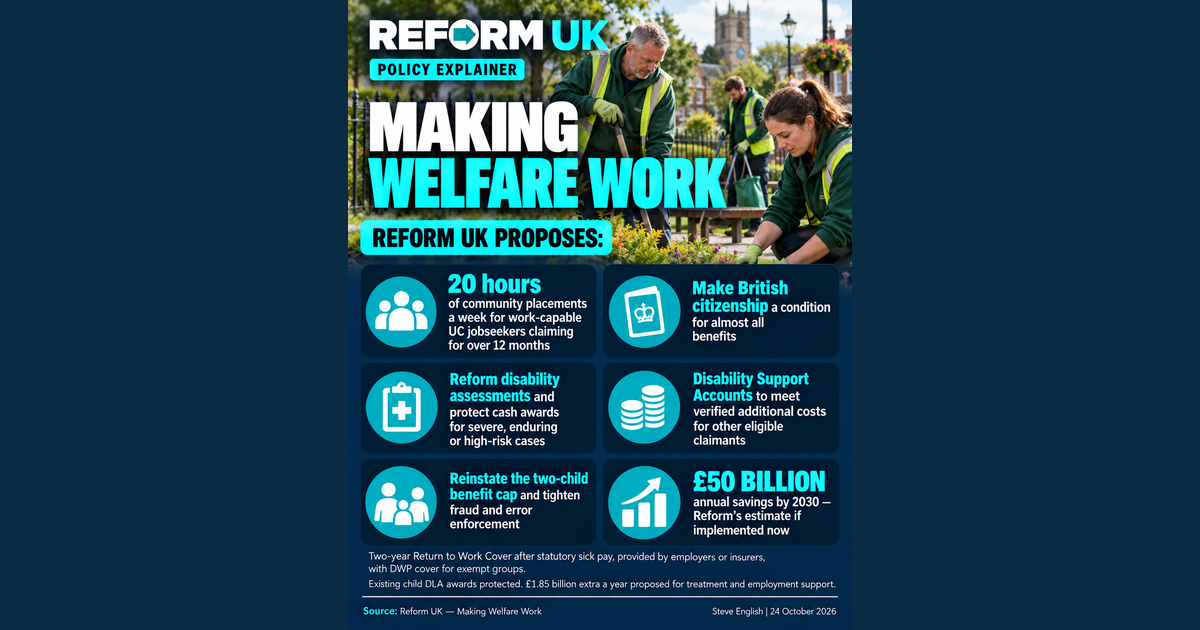 REFORM UK
POLICY EXPLAINER
MAKING
WELFARE WORK
REFORM UK PROPOSES:
20 hours
of community placements
a week for work-capable
UC jobseekers claiming
for over 12 months
Make British
citizenship a condition
for almost all
benefits
Reform disability
assessments and
protect cash awards
for severe, enduring
or high-risk cases
Disability Support
Accounts to meet
verified additional costs
for other eligible
claimants
Reinstate the two-child
benefit cap and tighten
fraud and error
enforcement
£50 BILLION
annual savings by 2030 –
Reform's estimate if
implemented now
Two-year Return to Work Cover after statutory sick pay, provided by employers or insurers,
with DWP cover for exempt groups.
Existing child DLA awards protected. £1.85 billion extra a year proposed for treatment and employment support.
Source: Reform UK — Making Welfare Work
Steve English | 24 October 2026